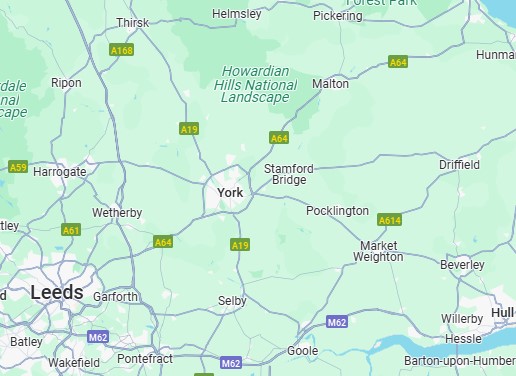 Forest Park
Helmsley
Pickering
Thirsk
A168
A64
Hunman
Howardian
Hills National
Landscape
Ripon
Malton
dale
nal
cape
A19
A64
A59
Harrogate
Stamford
Bridge
Driffield
York
Wetherby
Pocklington
A614
tley
A61
A64
A19
Market
Weighton
Beverley
Leeds
d
Garforth
Selby
Hull
Willerby
M62
M62
Hessle
Batley
Goole
Wakefield
Pontefract
M62
Barton-upon-Humber